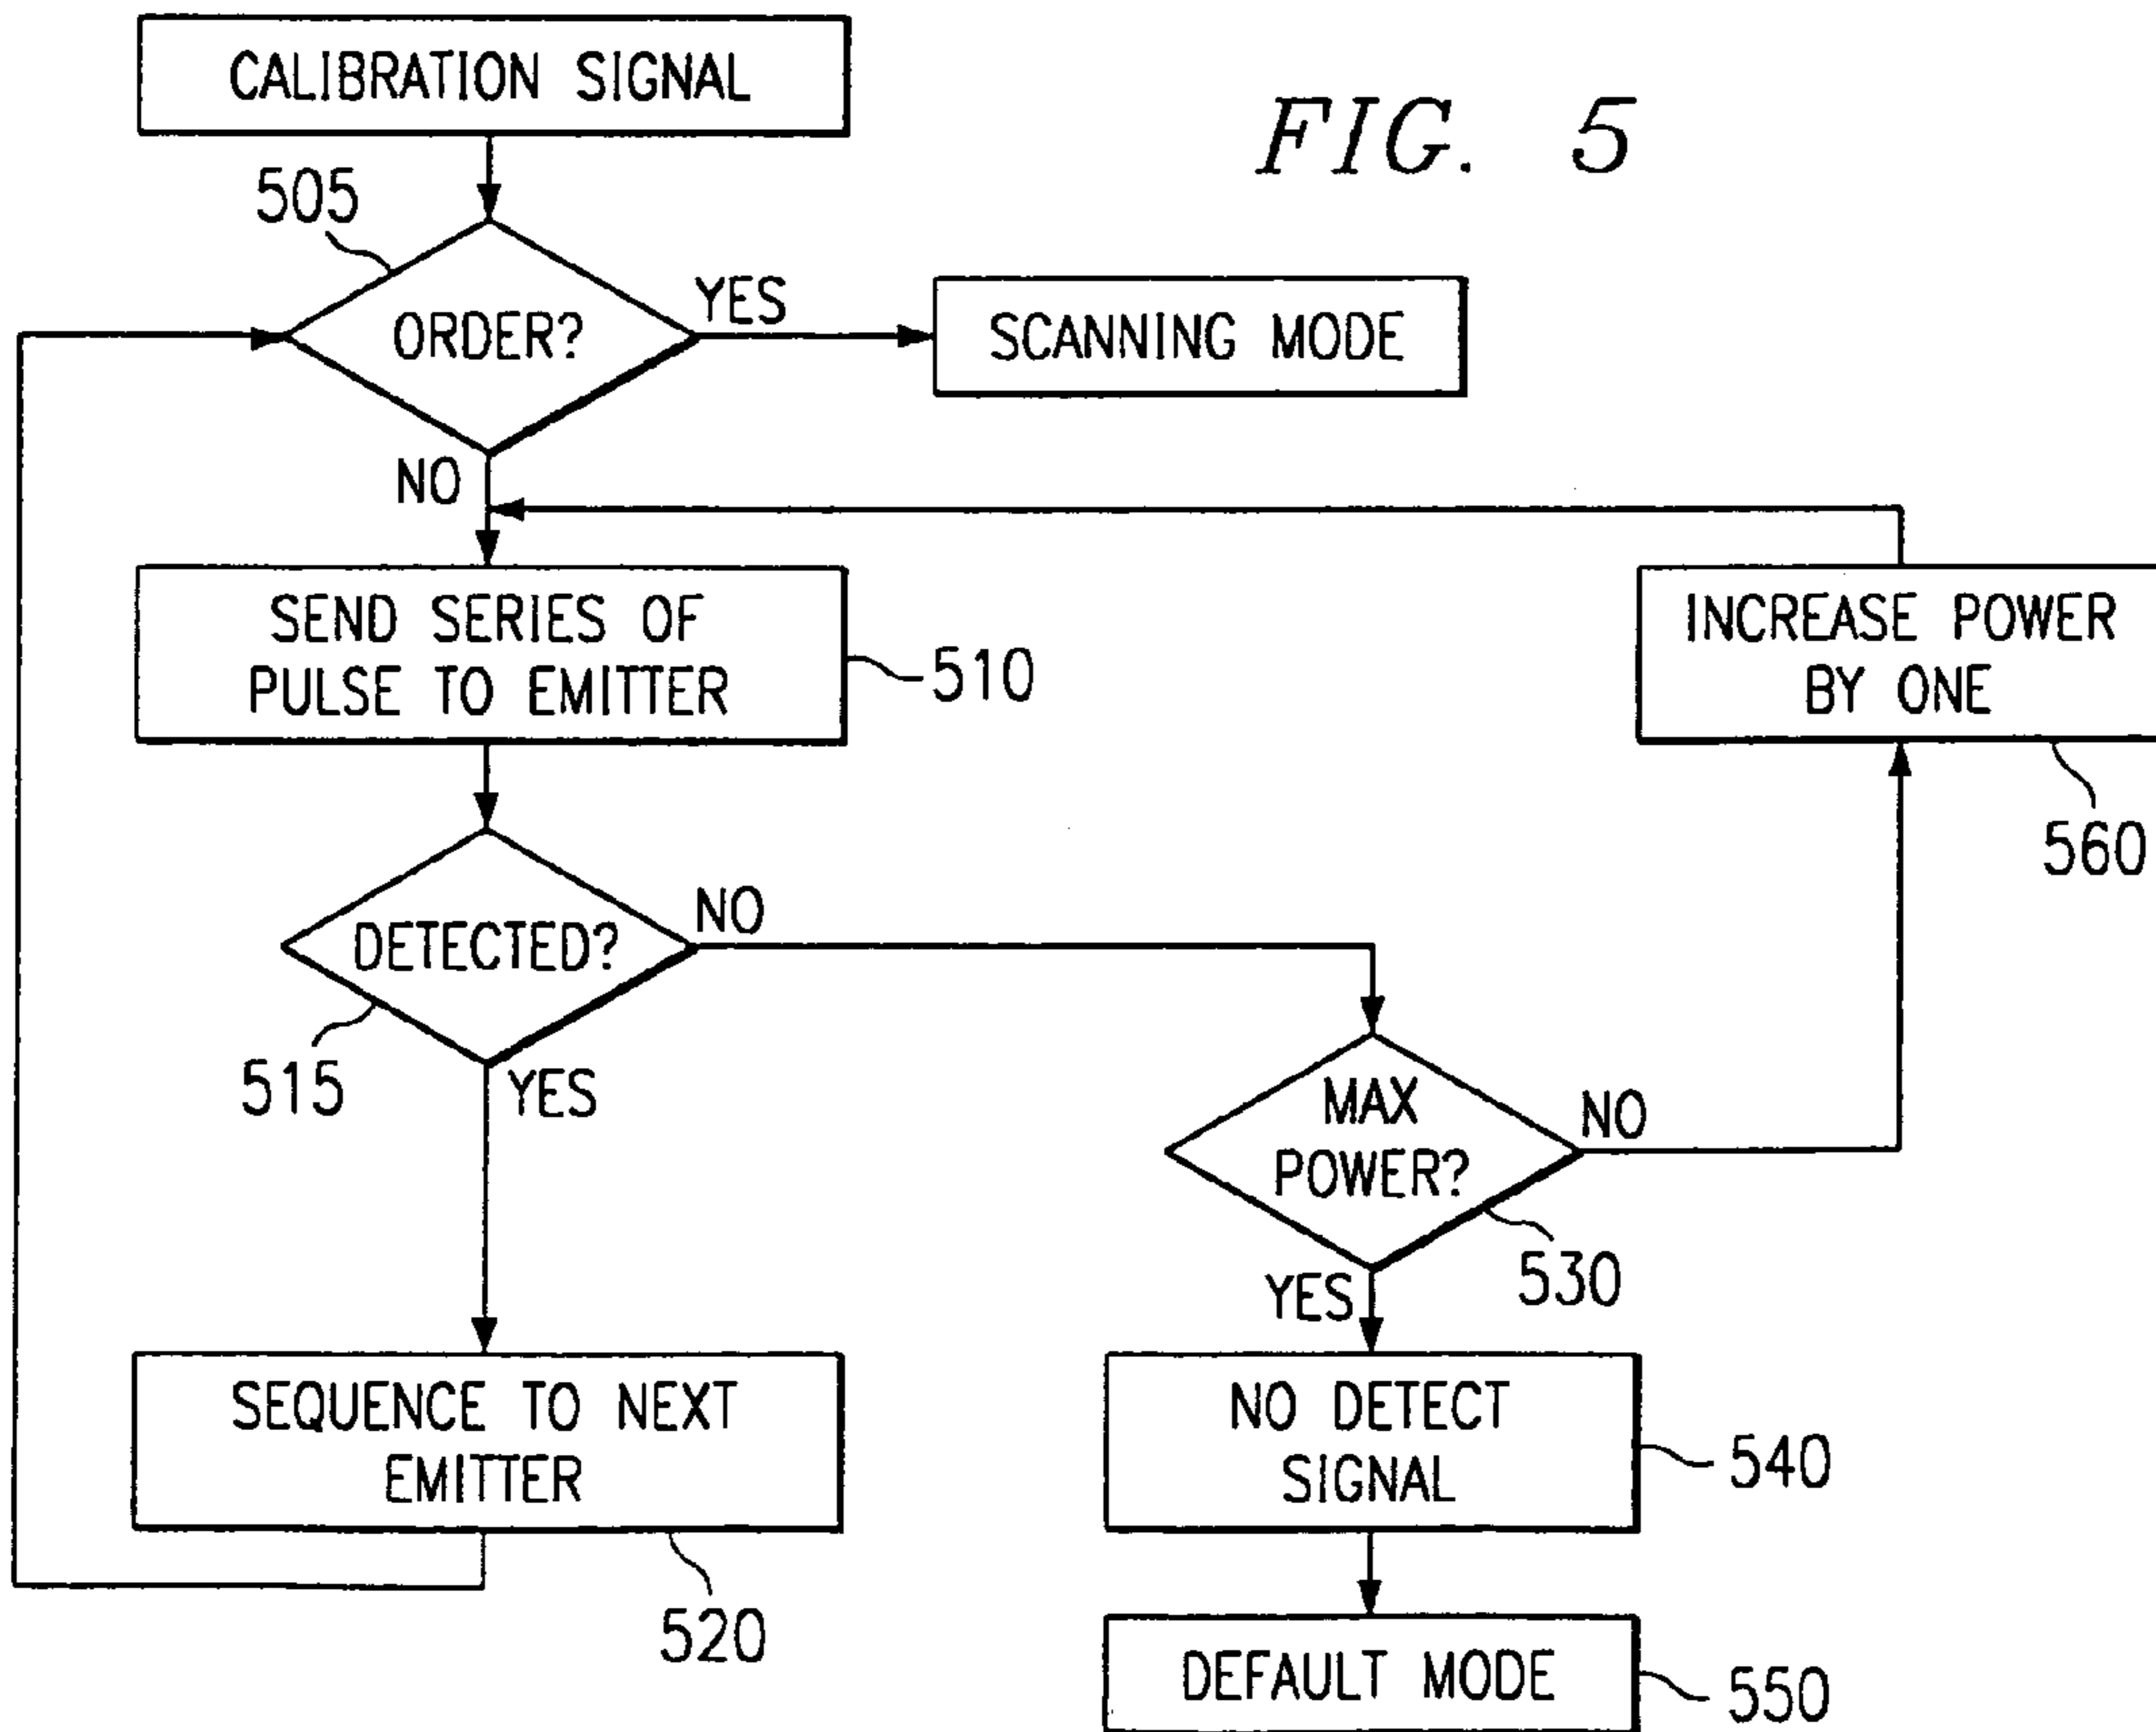 CALIBRATION SIGNAL
FIG. 5
505
ORDER?
YES
SCANNING MODE
NO
SEND SERIES OF
PULSE TO EMITTER
510
INCREASE POWER
BY ONE
560
DETECTED?
NO
515
YES
MAX
POWER?
NO
530
YES
SEQUENCE TO NEXT
EMITTER
520
NO DETECT
SIGNAL
540
DEFAULT MODE
550